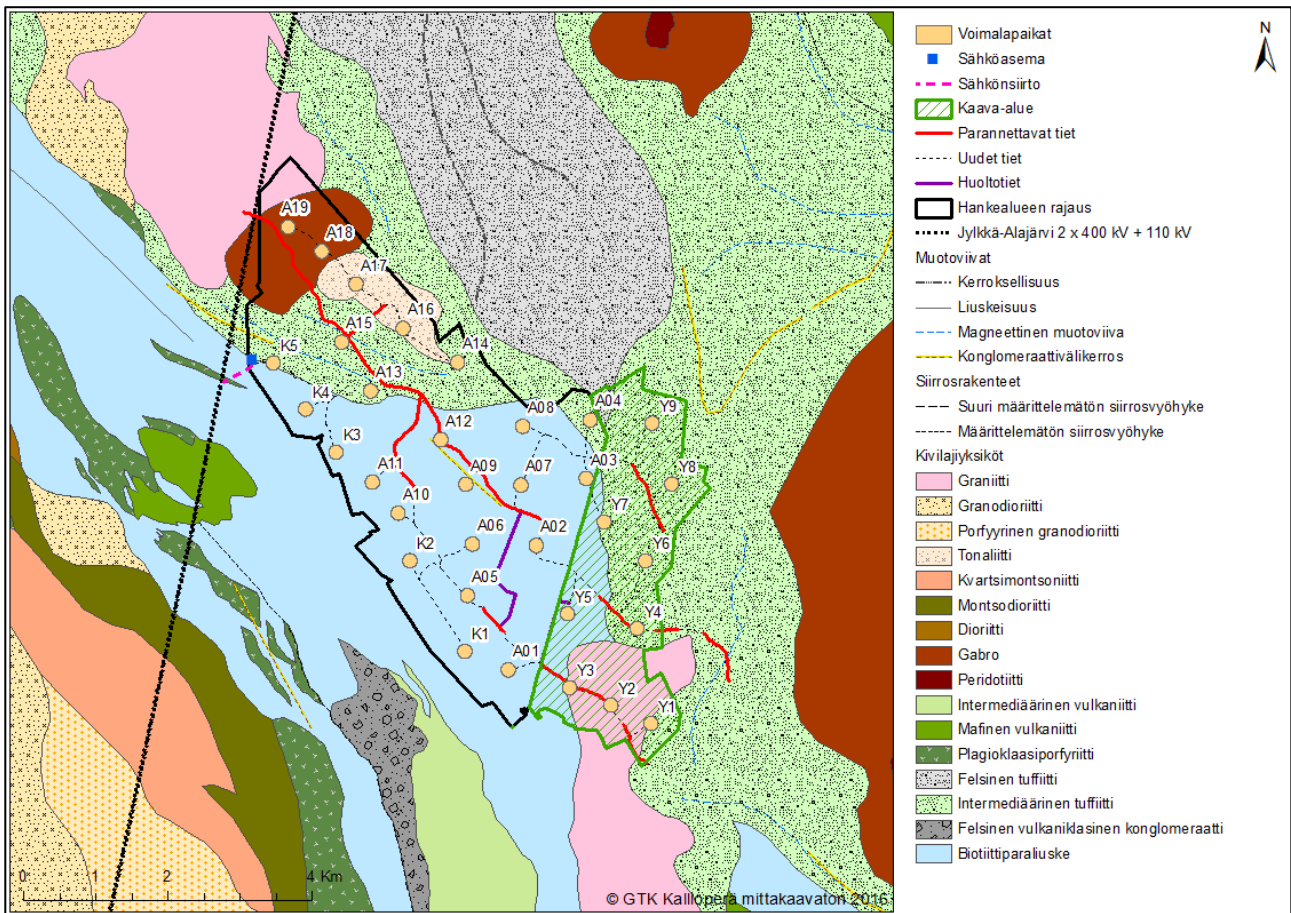 A19
A18
A17
A16
A15
A14
K5
A13
K4
A04
A08
Y9
A12
K3
A11
A09
A07
A03
Y8
A10
Y7
A06
A02
K2
Y6
A05
Y5
Y4
K1
A01
Y3
Y2
Y1
0 1 2 4 Km
© GTK Kallioperä mittakaavaton 2016
N
Voimalapaikat
Sähköasema
Sähkönsiirto
Kaava-alue
Parannettavat tiet
Uudet tiet
Huoltotiet
Hankealueen rajaus
Jylkkä-Alajärvi 2 x 400 kV + 110 kV
Muotoviivat
Kerroksellisuus
Liuskeisuus
Magneettinen muotoviiva
Konglomeraattivälikerros
Siirrosrakenteet
Suuri määrittelemätön siirrosvyöhyke
Määrittelemätön siirrosvyöhyke
Kivilajiyksiköt
Graniitti
Granodioriitti
Porfyyrinen granodioriitti
Tonaliitti
Kvartsimontsoniitti
Montsodioriitti
Dioriitti
Gabro
Peridotiitti
Intermediäärinen vulkaniitti
Mafinen vulkaniitti
Plagioklaasiporfyriitti
Felsinen tuffiitti
Intermediäärinen tuffiitti
Felsinen vulkaniklasinen konglomeraatti
Biotiittiparaliuske